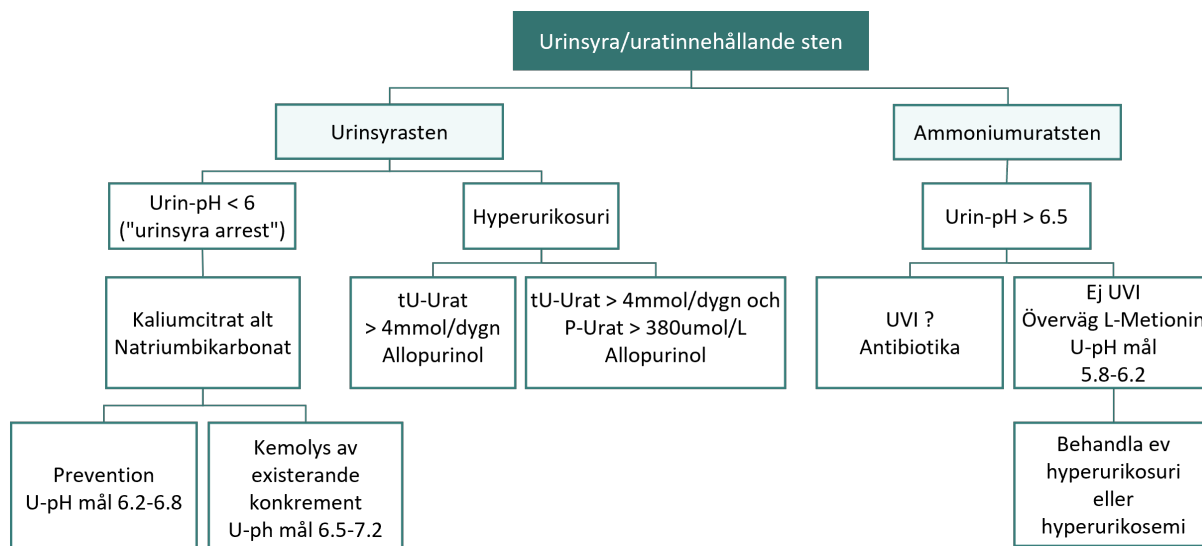 Urinsyra/uratinnehållande sten
Urinsyrasten
Ammoniumuratsten
Urin-pH < 6
("urinsyra arrest")
Hyperurikosuri
Urin-pH > 6.5
Kaliumcitrat alt
Natriumbikarbonat
tU-Urat
> 4mmol/dygn
Allopurinol
tU-Urat > 4mmol/dygn och
P-Urat > 380umol/L
Allopurinol
UVI ?
Antibiotika
Ej UVI
Överväg L-Metionin
U-pH mål
5.8-6.2
Prevention
U-pH mål 6.2-6.8
Kemolys av
existerande
konkrement
U-ph mål 6.5-7.2
Behandla ev
hyperurikosuri
eller
hyperurikosemi